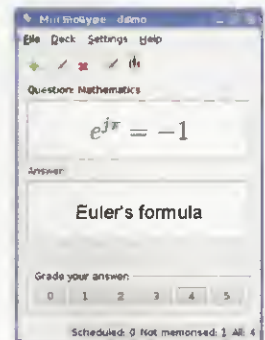 Mnemosyne - demo
File Deck Settings Help
Question: Mathematics
e^{jπ} = −1
Answer:
Euler's formula
Grade your answer:
0 1 2 3 4 5
Scheduled: 0 Not memorised: 1 All: 4